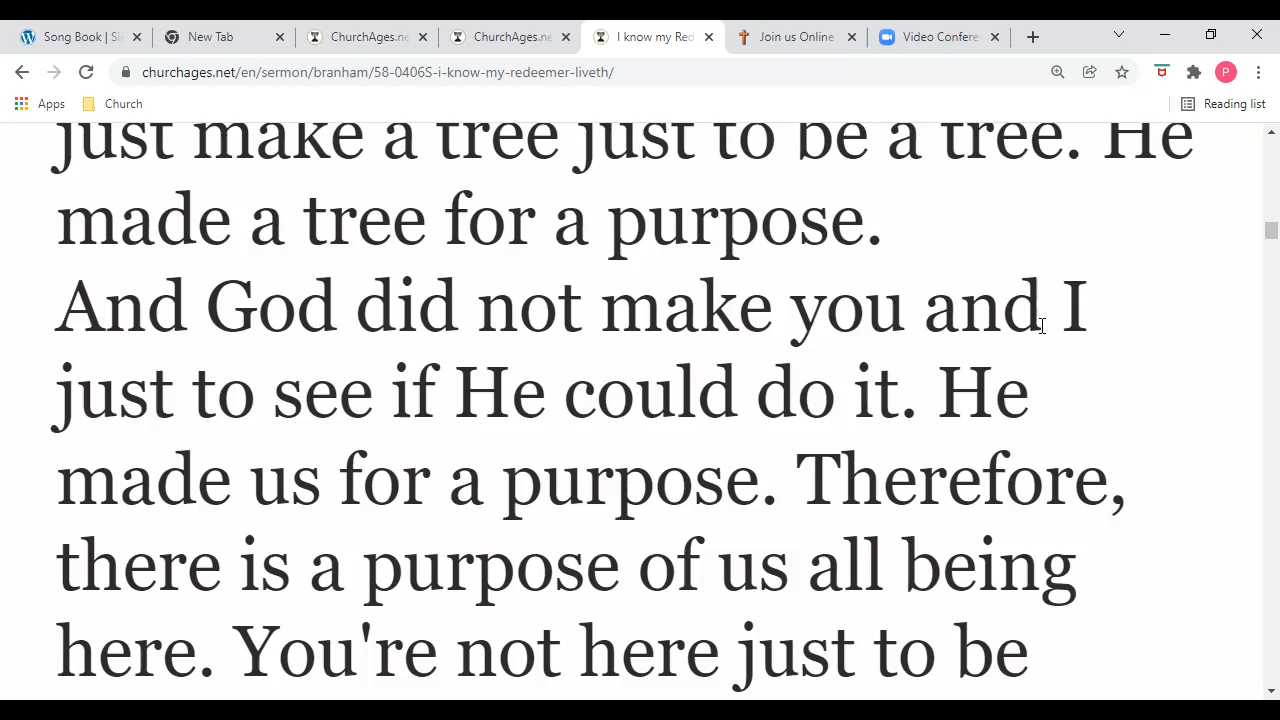 Song Book | Si
New Tab
ChurchAges.ne
ChurchAges.ne
I know my Red
Join us Online
Video Confere
churchages.net/en/sermon/branham/58-0406S-i-know-my-redeemer-liveth/
P
Apps
Church
Reading list
just make a tree just to be a tree. He
made a tree for a purpose.
And God did not make you and I
just to see if He could do it. He
made us for a purpose. Therefore,
there is a purpose of us all being
here. You're not here just to be